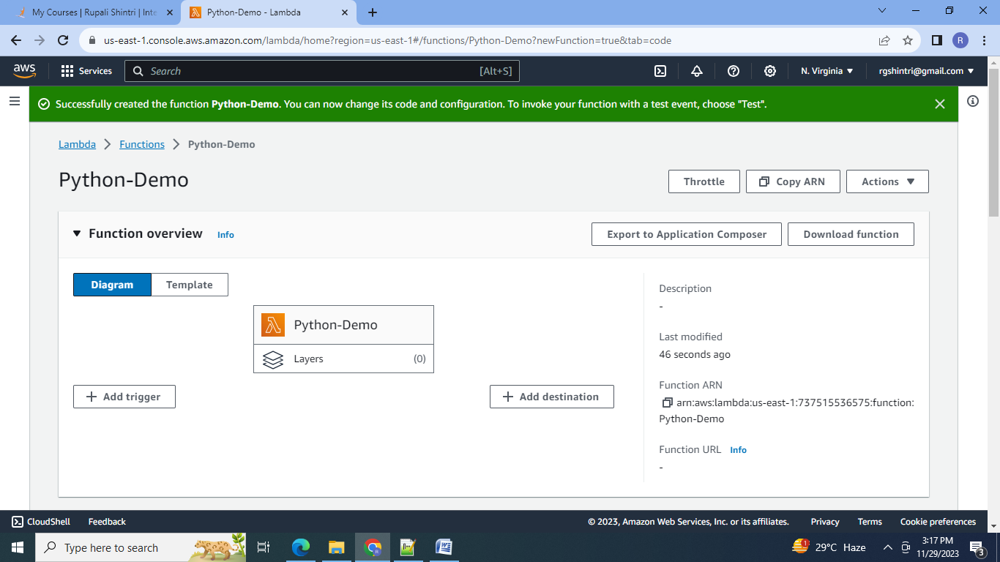 My Courses | Rupali Shintri | Inte
Python-Demo - Lambda
us-east-1.console.aws.amazon.com/lambda/home?region=us-east-1#/functions/Python-Demo?newFunction=true&tab=code
R
aws
Services
Search
[Alt+S]
N. Virginia
rgshintri@gmail.com
Successfully created the function Python-Demo. You can now change its code and configuration. To invoke your function with a test event, choose "Test".
Lambda
Functions
Python-Demo
Python-Demo
Throttle
Copy ARN
Actions
Function overview
Info
Export to Application Composer
Download function
Diagram
Template
Python-Demo
Layers
(0)
Add trigger
Add destination
Description
-
Last modified
46 seconds ago
Function ARN
arn:aws:lambda:us-east-1:737515536575:function:
Python-Demo
Function URL
Info
-
CloudShell
Feedback
© 2023, Amazon Web Services, Inc. or its affiliates.
Privacy
Terms
Cookie preferences
Type here to search
1
29°C Haze
3:17 PM
11/29/2023
3